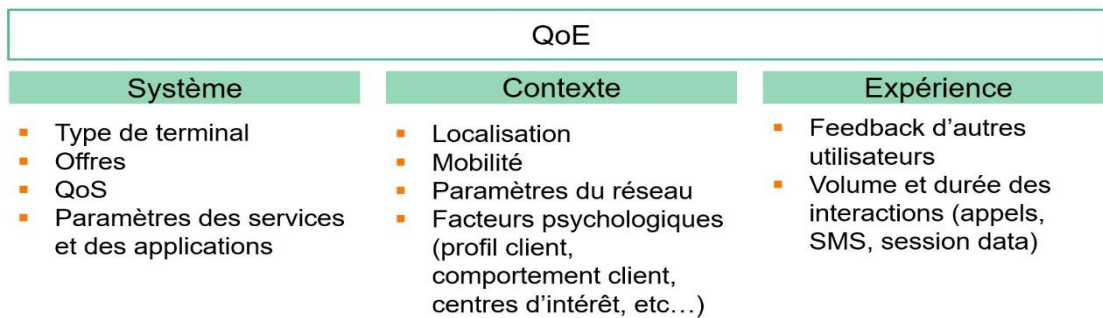 QoE
Système
Type de terminal
Offres
QoS
Paramètres des services
et des applications
Contexte
Localisation
Mobilité
Paramètres du réseau
Facteurs psychologiques
(profil client,
comportement client,
centres d'intérêt, etc…)
Expérience
Feedback d'autres
utilisateurs
Volume et durée des
interactions (appels,
SMS, session data)